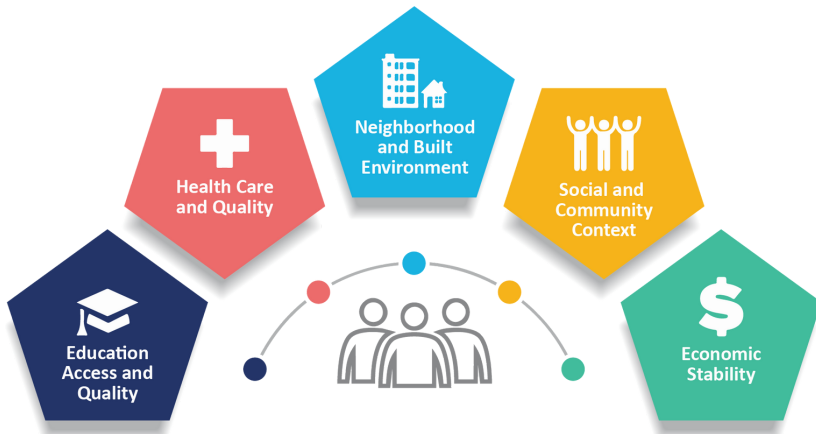 Education
Access and
Quality
Health Care
and Quality
Neighborhood
and Built
Environment
Social and
Community
Context
$
Economic
Stability